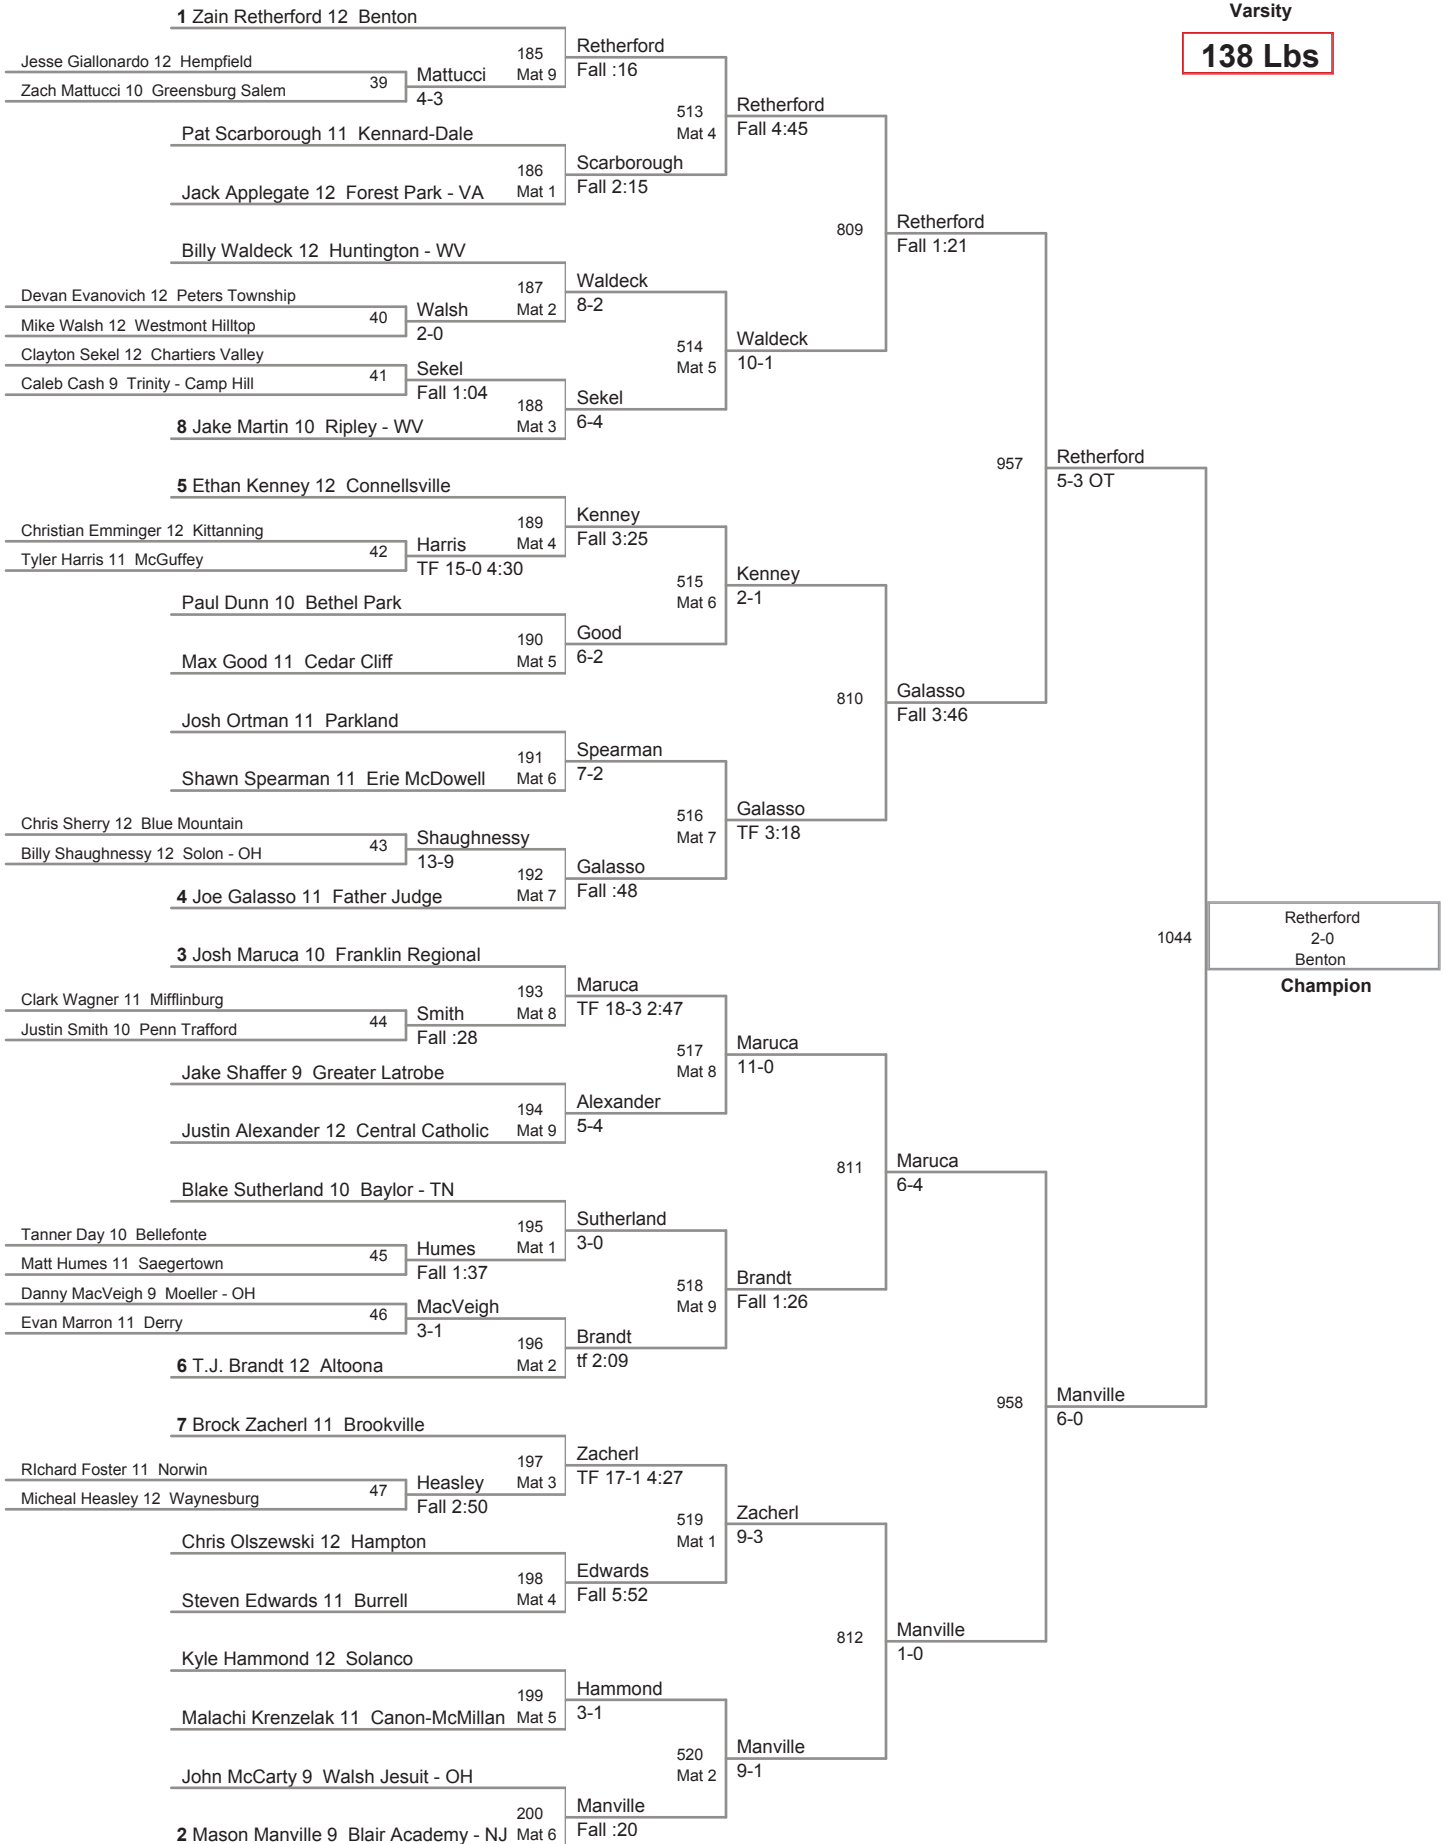 Varsity
138 Lbs
1 Zain Retherford 12 Benton
185
Mat 9
Retherford
Fall :16
Jesse Giallonardo 12 Hempfield
39
Mattucci
4-3
Zach Mattucci 10 Greensburg Salem
513
Mat 4
Retherford
Fall 4:45
Pat Scarborough 11 Kennard-Dale
186
Mat 1
Scarborough
Fall 2:15
Jack Applegate 12 Forest Park - VA
809
Retherford
Fall 1:21
Billy Waldeck 12 Huntington - WV
187
Mat 2
Waldeck
8-2
Devan Evanovich 12 Peters Township
40
Walsh
2-0
Mike Walsh 12 Westmont Hilltop
514
Mat 5
Waldeck
10-1
Clayton Sekel 12 Chartiers Valley
41
Sekel
Fall 1:04
Caleb Cash 9 Trinity - Camp Hill
188
Mat 3
Sekel
6-4
8 Jake Martin 10 Ripley - WV
957
Retherford
5-3 OT
5 Ethan Kenney 12 Connellsville
189
Mat 4
Kenney
Fall 3:25
Christian Emminger 12 Kittanning
42
Harris
TF 15-0 4:30
Tyler Harris 11 McGuffey
515
Mat 6
Kenney
2-1
Paul Dunn 10 Bethel Park
190
Mat 5
Good
6-2
Max Good 11 Cedar Cliff
810
Galasso
Fall 3:46
Josh Ortman 11 Parkland
191
Mat 6
Spearman
7-2
Shawn Spearman 11 Erie McDowell
516
Mat 7
Galasso
TF 3:18
Chris Sherry 12 Blue Mountain
43
Shaughnessy
13-9
Billy Shaughnessy 12 Solon - OH
192
Mat 7
Galasso
Fall :48
4 Joe Galasso 11 Father Judge
1044
Retherford
2-0
Benton
Champion
3 Josh Maruca 10 Franklin Regional
193
Mat 8
Maruca
TF 18-3 2:47
Clark Wagner 11 Mifflinburg
44
Smith
Fall :28
Justin Smith 10 Penn Trafford
517
Mat 8
Maruca
11-0
Jake Shaffer 9 Greater Latrobe
194
Mat 9
Alexander
5-4
Justin Alexander 12 Central Catholic
811
Maruca
6-4
Blake Sutherland 10 Baylor - TN
195
Mat 1
Sutherland
3-0
Tanner Day 10 Bellefonte
45
Humes
Fall 1:37
Matt Humes 11 Saegertown
518
Mat 9
Brandt
Fall 1:26
Danny MacVeigh 9 Moeller - OH
46
MacVeigh
3-1
Evan Marron 11 Derry
196
Mat 2
Brandt
tf 2:09
6 T.J. Brandt 12 Altoona
958
Manville
6-0
7 Brock Zacherl 11 Brookville
197
Mat 3
Zacherl
TF 17-1 4:27
RIchard Foster 11 Norwin
47
Heasley
Fall 2:50
Micheal Heasley 12 Waynesburg
519
Mat 1
Zacherl
9-3
Chris Olszewski 12 Hampton
198
Mat 4
Edwards
Fall 5:52
Steven Edwards 11 Burrell
812
Manville
1-0
Kyle Hammond 12 Solanco
199
Mat 5
Hammond
3-1
Malachi Krenzelak 11 Canon-McMillan
520
Mat 2
Manville
9-1
John McCarty 9 Walsh Jesuit - OH
200
Mat 6
Manville
Fall :20
2 Mason Manville 9 Blair Academy - NJ